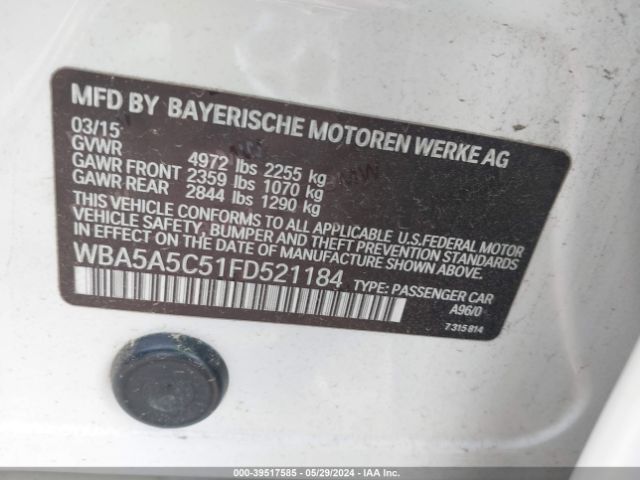 MFD BY BAYERISCHE MOTOREN WERKE AG
03/15
GVWR 4972 lbs 2255 kg
GAWR FRONT 2359 lbs 1070 kg
GAWR REAR 2844 lbs 1290 kg
THIS VEHICLE CONFORMS TO ALL APPLICABLE U.S. FEDERAL MOTOR
VEHICLE SAFETY, BUMPER AND THEFT PREVENTION STANDARDS
IN EFFECT ON THE DATE OF MANUFACTURE SHOWN ABOVE.
WBA5A5C51FD521184 TYPE: PASSENGER CAR
A96/0
7 315 814
000-39517585 - 05/29/2024 - IAA Inc.